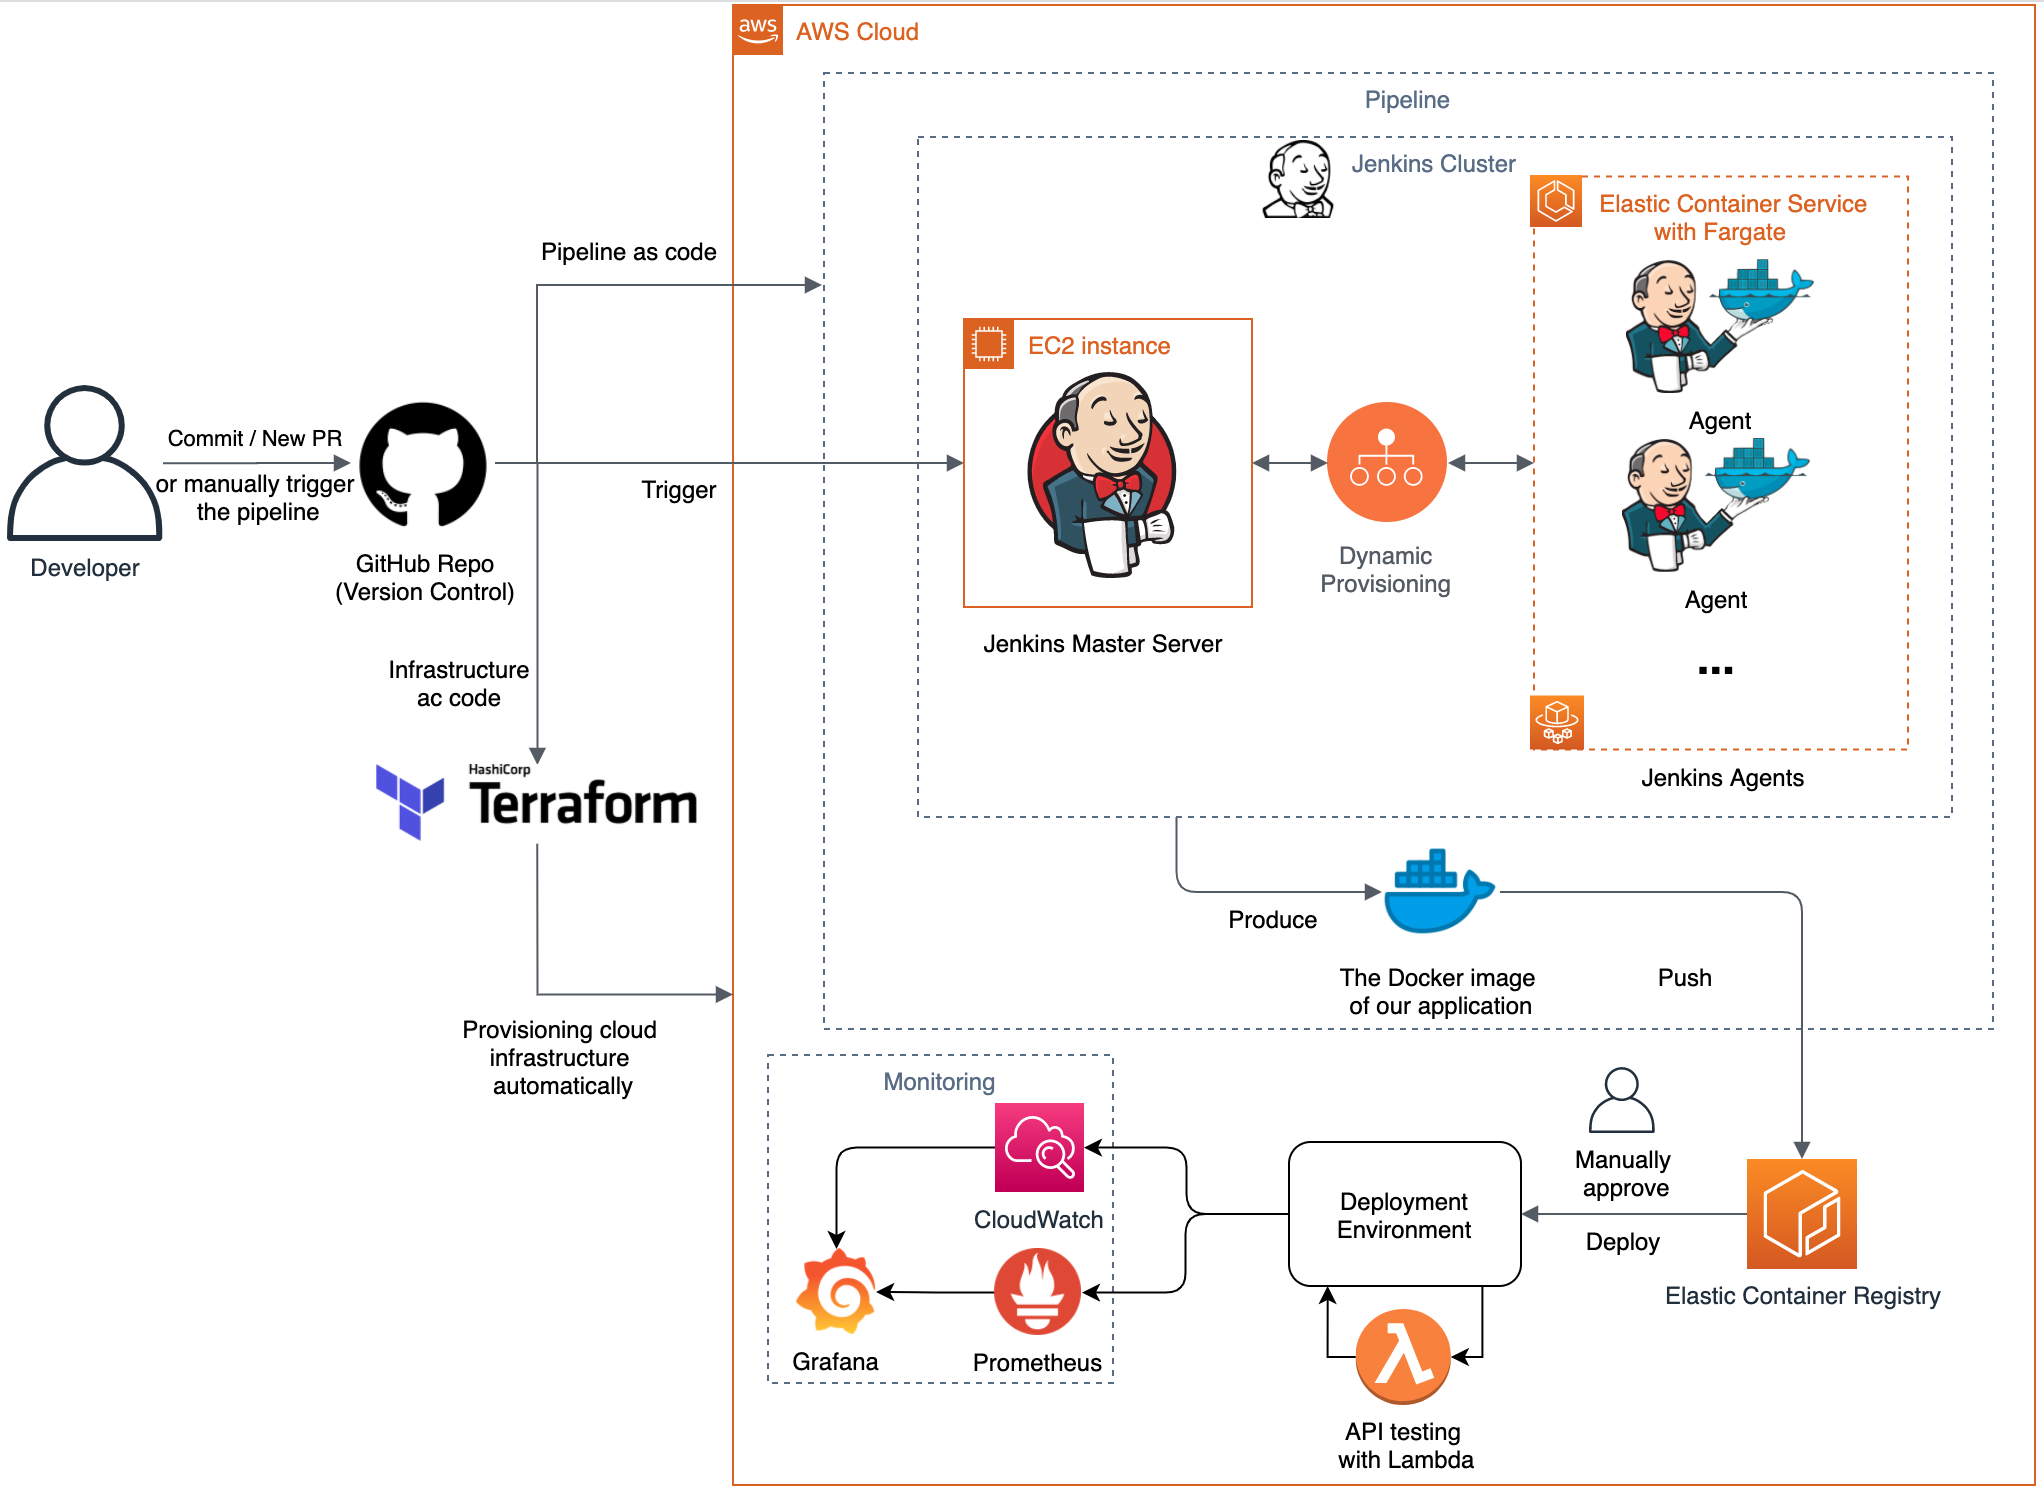 aws
AWS Cloud
Pipeline
Jenkins Cluster
Elastic Container Service
with Fargate
Agent
Agent
...
Jenkins Agents
EC2 instance
Jenkins Master Server
Dynamic
Provisioning
Pipeline as code
Trigger
Commit / New PR
or manually trigger
the pipeline
Developer
GitHub Repo
(Version Control)
Infrastructure
ac code
HashiCorp
Terraform
Provisioning cloud
infrastructure
automatically
Produce
The Docker image
of our application
Push
Manually
approve
Deploy
Elastic Container Registry
Deployment
Environment
API testing
with Lambda
Monitoring
CloudWatch
Grafana
Prometheus